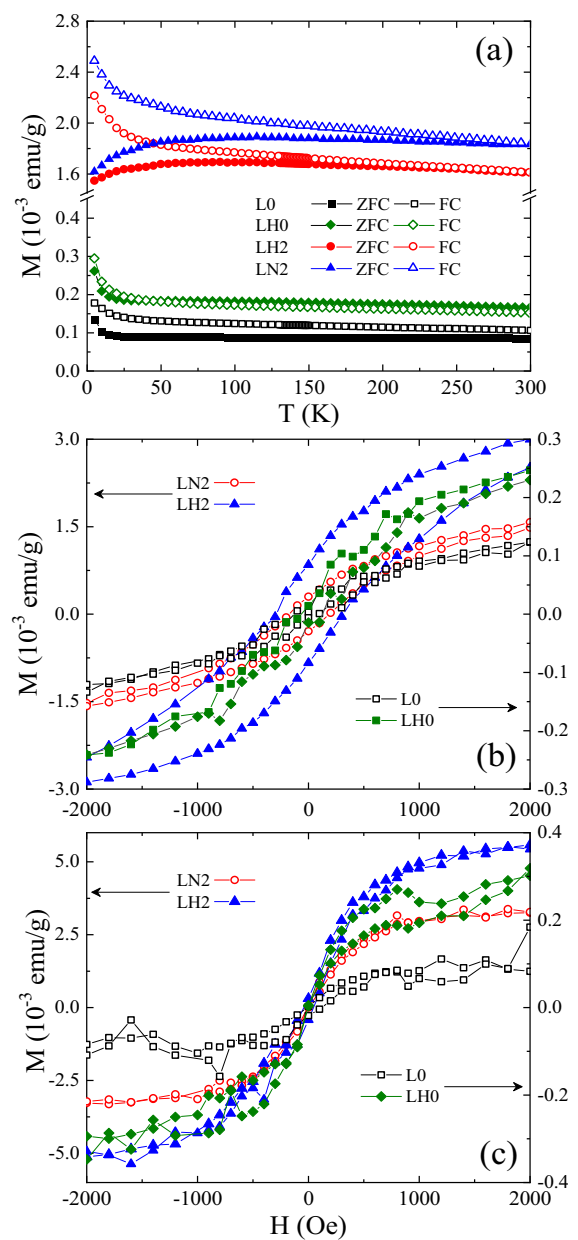 (a)
2.8
2.4
2.0
1.6
0.4
0.3
0.2
0.1
0.0
M (10⁻³ emu/g)
L0 ZFC FC
LH0 ZFC FC
LH2 ZFC FC
LN2 ZFC FC
0 50 100 150 200 250 300
T (K)
3.0
1.5
0.0
-1.5
-3.0
M (10⁻³ emu/g)
LN2
LH2
0.3
0.2
0.1
0.0
-0.1
-0.2
-0.3
L0
LH0
(b)
-2000 -1000 0 1000 2000
5.0
2.5
0.0
-2.5
-5.0
M (10⁻³ emu/g)
LN2
LH2
0.4
0.2
0.0
-0.2
-0.4
L0
LH0
(c)
-2000 -1000 0 1000 2000
H (Oe)